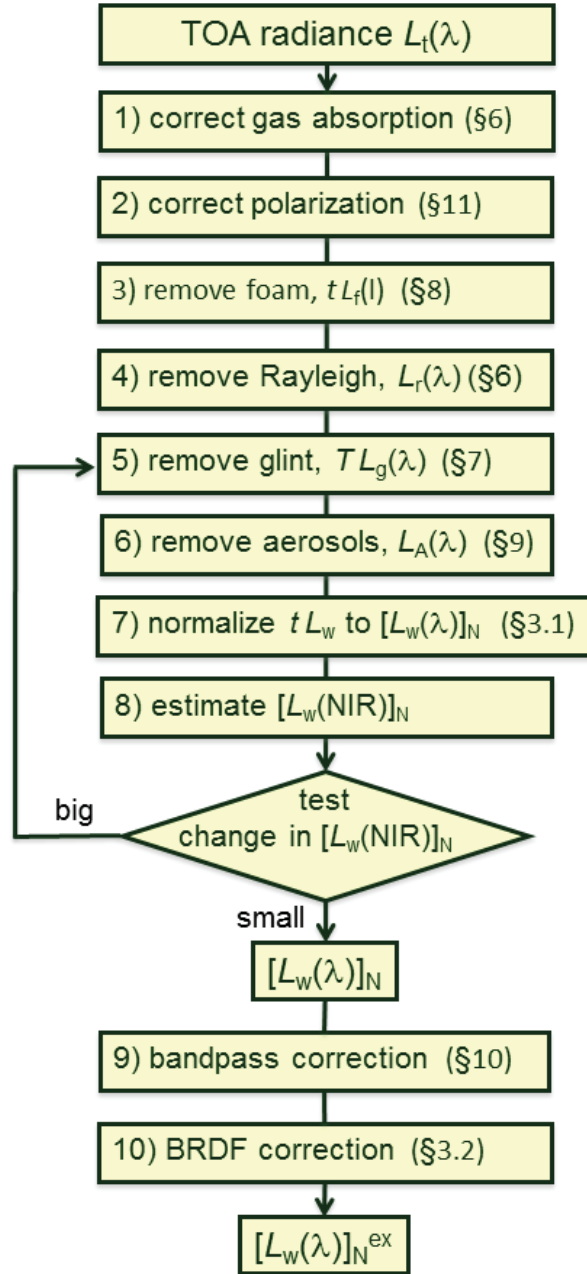 TOA radiance Lt(λ)
1) correct gas absorption (§6)
2) correct polarization (§11)
3) remove foam, t Lf(l) (§8)
4) remove Rayleigh, Lr(λ) (§6)
5) remove glint, T Lg(λ) (§7)
6) remove aerosols, LA(λ) (§9)
7) normalize t Lw to [Lw(λ)]N (§3.1)
8) estimate [Lw(NIR)]N
big
test
change in [Lw(NIR)]N
small
[Lw(λ)]N
9) bandpass correction (§10)
10) BRDF correction (§3.2)
[Lw(λ)]N^ex